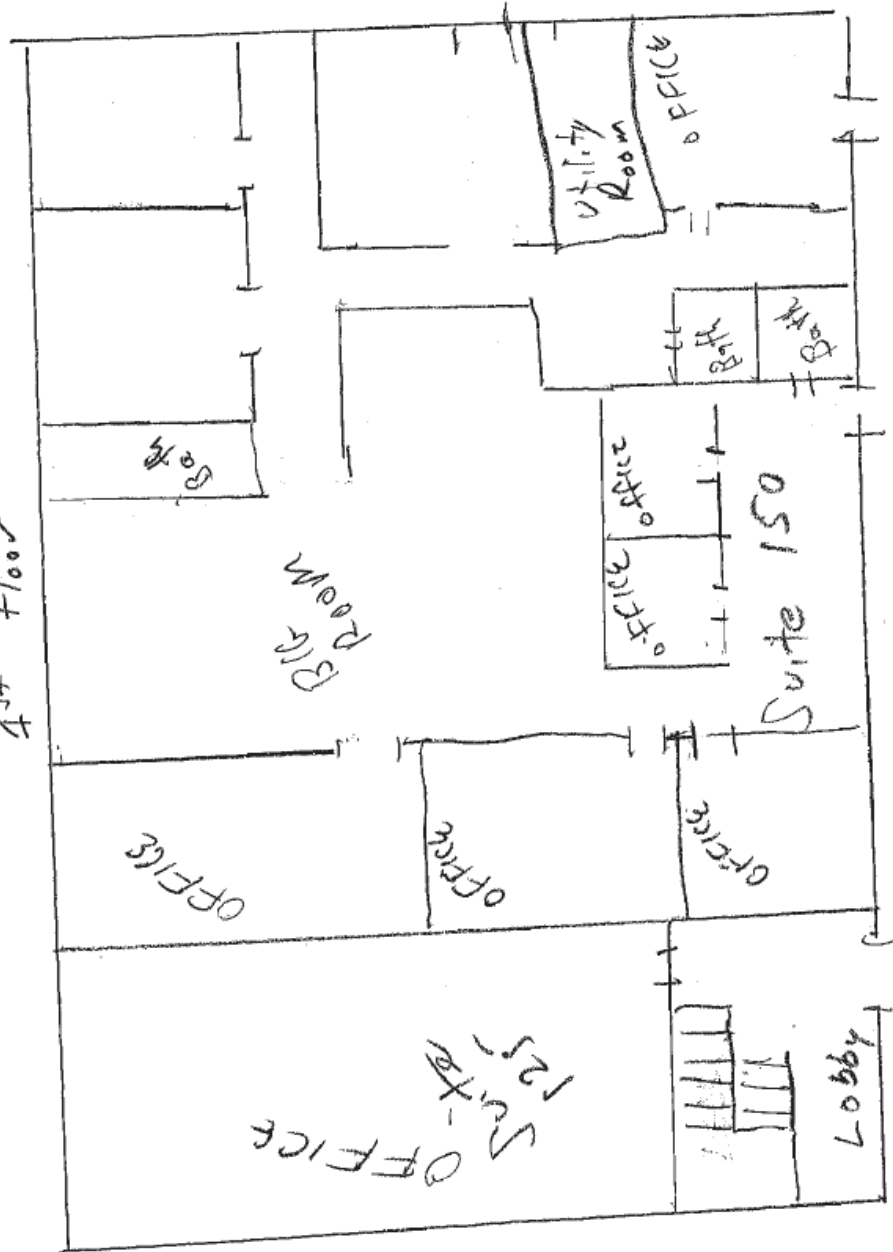 1st Floor
OFFICE
Utility
Room
Bath
Bath
Bath
OFFICE
OFFICE
BIG
ROOM
Suite 150
OFFICE
OFFICE
OFFICE
OFFICE
Suite
125
Lobby